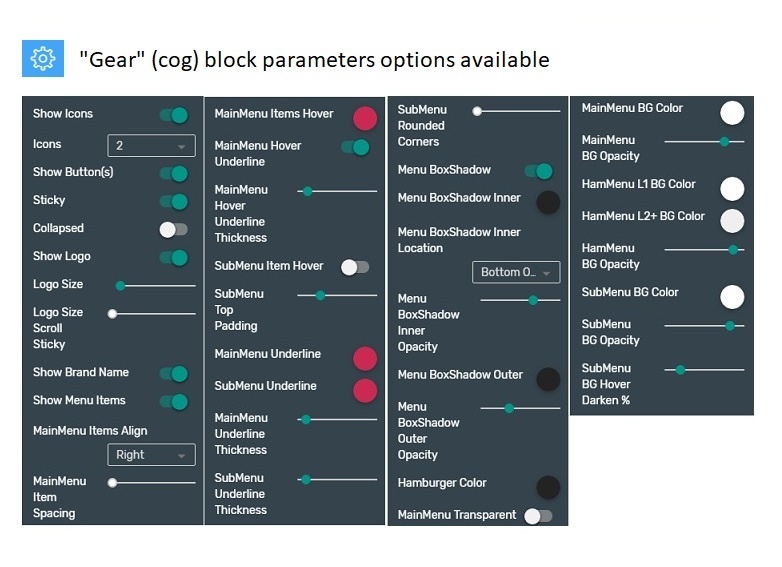 "Gear" (cog) block parameters options available
Show Icons
Icons
2
Show Button(s)
Sticky
Collapsed
Show Logo
Logo Size
Logo Size
Scroll
Sticky
Show Brand Name
Show Menu Items
MainMenu Items Align
Right
MainMenu
Item
Spacing
MainMenu Items Hover
MainMenu Hover
Underline
MainMenu
Hover
Underline
Thickness
SubMenu Item Hover
SubMenu
Top
Padding
MainMenu Underline
SubMenu Underline
MainMenu
Underline
Thickness
SubMenu
Underline
Thickness
SubMenu
Rounded
Corners
Menu BoxShadow
Menu BoxShadow Inner
Menu BoxShadow Inner
Location
Bottom O...
Menu
BoxShadow
Inner
Opacity
Menu BoxShadow Outer
Menu
BoxShadow
Outer
Opacity
Hamburger Color
MainMenu Transparent
MainMenu BG Color
MainMenu
BG Opacity
HamMenu L1 BG Color
HamMenu L2+ BG Color
HamMenu
BG Opacity
SubMenu BG Color
SubMenu
BG Opacity
SubMenu
BG Hover
Darken %